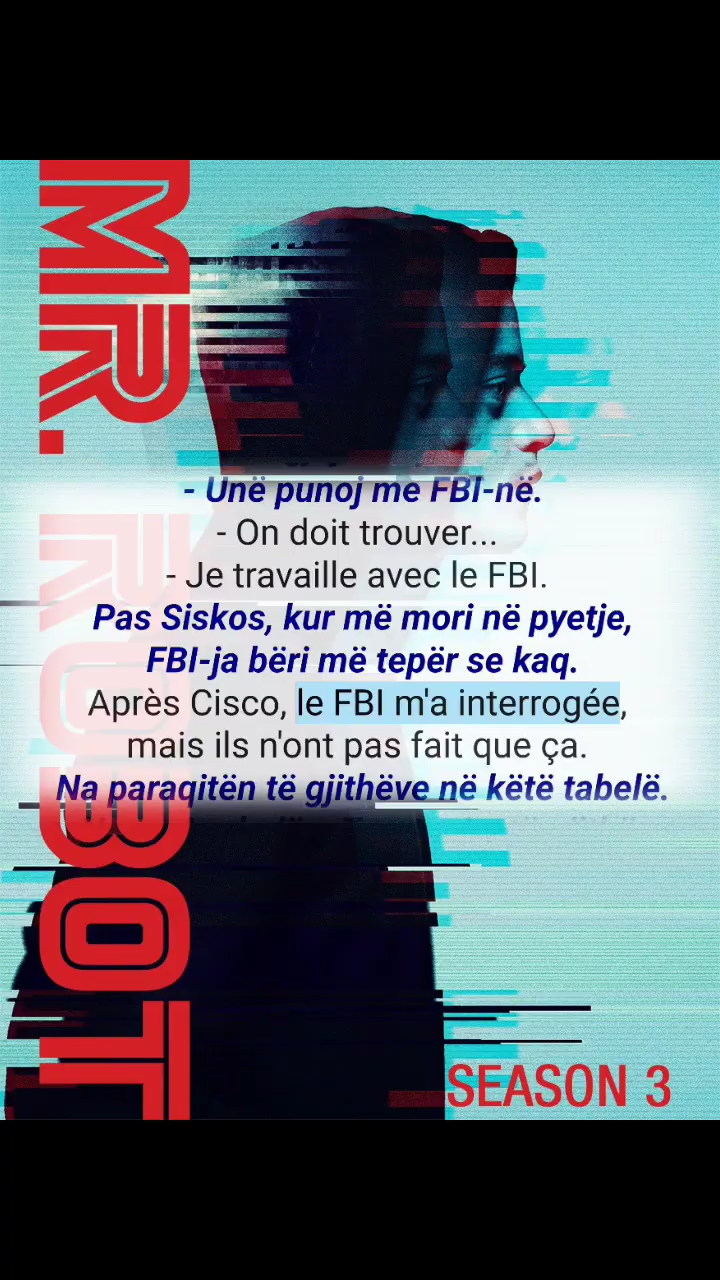 MR. ROBOT
- Unë punoj me FBI-në.
- On doit trouver...
- Je travaille avec le FBI.
Pas Siskos, kur më mori në pyetje,
FBI-ja bëri më tepër se kaq.
Après Cisco, le FBI m'a interrogée,
mais ils n'ont pas fait que ça.
Na paraqitën të gjithëve në këtë tabelë.
SEASON 3